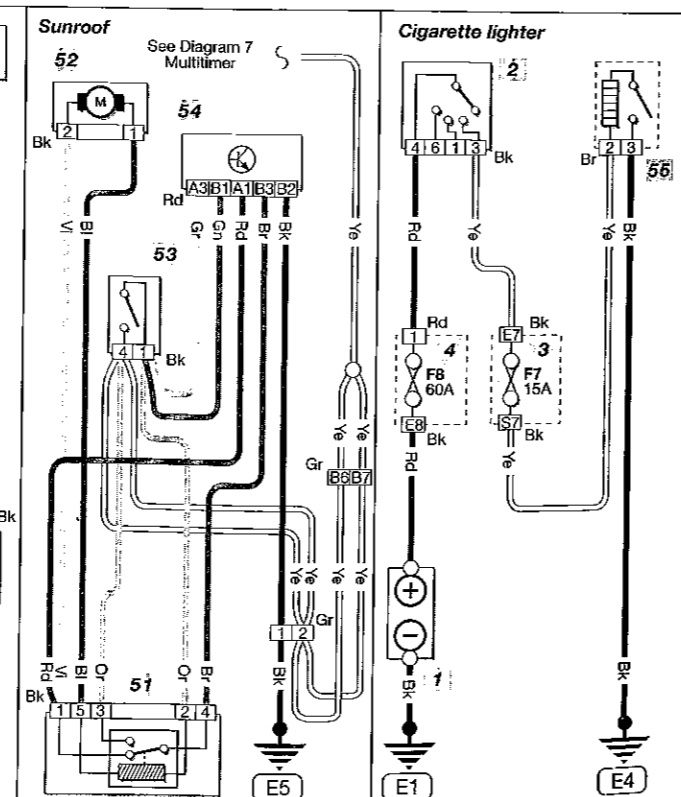 Sunroof
52
See Diagram 7
Multitimer
M
Bk 2 1
54
Rd A3 B1 A1 B3 B2
Gr Gn Rd Br Bk
Vi Bl
53
4 1 Bk
Ye
Ye Ye
Gr B6 B7
Ye Ye Ye Ye
1 2 Gr
Rd Vi Bl Or Or Br Bk
Bk 51
1 5 3 2 4
E5
Cigarette lighter
2
4 6 1 3 Bk
Br 2 3
55
Rd Ye Ye Bk
1 Rd
4
F8
60A
E8 Bk
E7 Bk
3
F7
15A
S7 Bk
Rd Ye
+
−
Bk 1
Bk
E1
E4
Bk